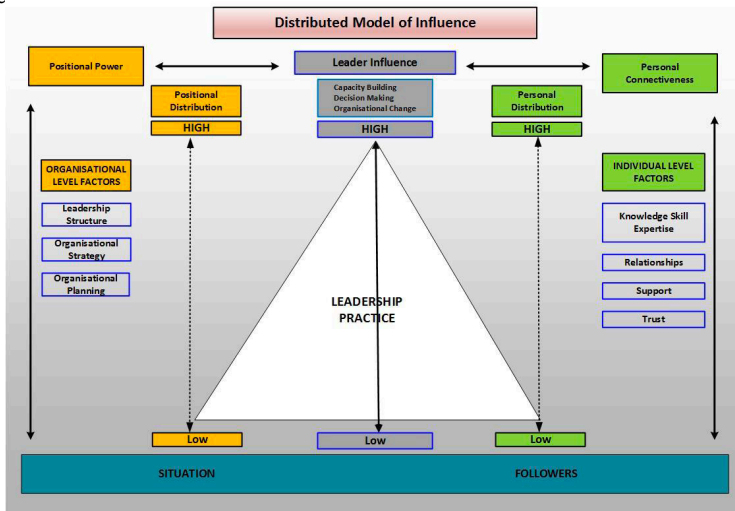 Distributed Model of Influence
Positional Power
Leader Influence
Personal
Connectiveness
Positional
Distribution
Capacity Building
Decision Making
Organisational Change
Personal
Distribution
HIGH
HIGH
HIGH
ORGANISATIONAL
LEVEL FACTORS
INDIVIDUAL LEVEL
FACTORS
Leadership
Structure
Knowledge Skill
Expertise
Organisational
Strategy
Relationships
Organisational
Planning
Support
Trust
LEADERSHIP
PRACTICE
Low
Low
Low
SITUATION
FOLLOWERS